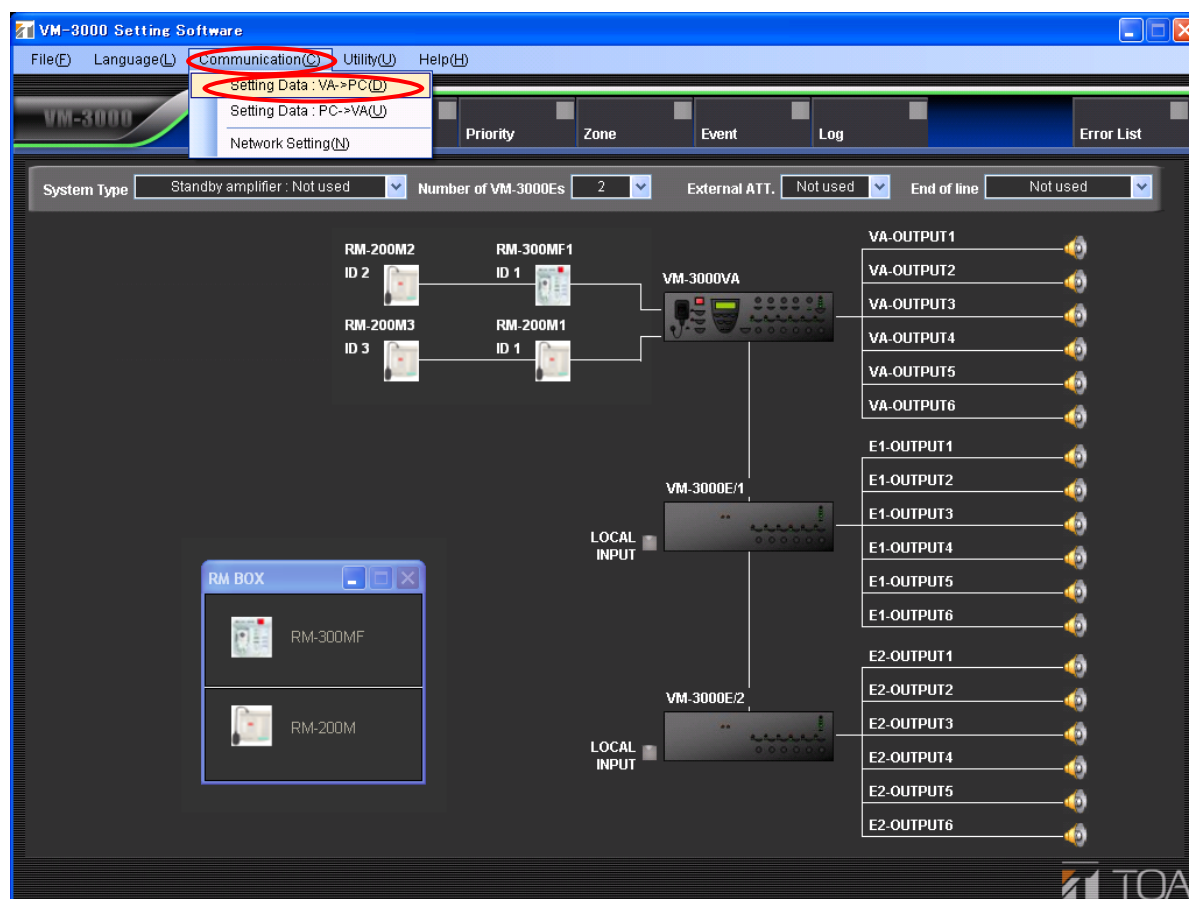 VM-3000 Setting Software
File(F) Language(L) Communication(C) Utility(U) Help(H)
Setting Data : VA->PC(D)
Setting Data : PC->VA(U)
Network Setting(N)
VM-3000
Priority Zone Event Log Error List
System Type Standby amplifier : Not used Number of VM-3000Es 2 External ATT. Not used End of line Not used
RM-200M2 RM-300MF1
ID 2 ID 1
RM-200M3 RM-200M1
ID 3 ID 1
VM-3000VA
VA-OUTPUT1
VA-OUTPUT2
VA-OUTPUT3
VA-OUTPUT4
VA-OUTPUT5
VA-OUTPUT6
VM-3000E/1
LOCAL
INPUT
E1-OUTPUT1
E1-OUTPUT2
E1-OUTPUT3
E1-OUTPUT4
E1-OUTPUT5
E1-OUTPUT6
RM BOX
RM-300MF
RM-200M
VM-3000E/2
LOCAL
INPUT
E2-OUTPUT1
E2-OUTPUT2
E2-OUTPUT3
E2-OUTPUT4
E2-OUTPUT5
E2-OUTPUT6
TOA